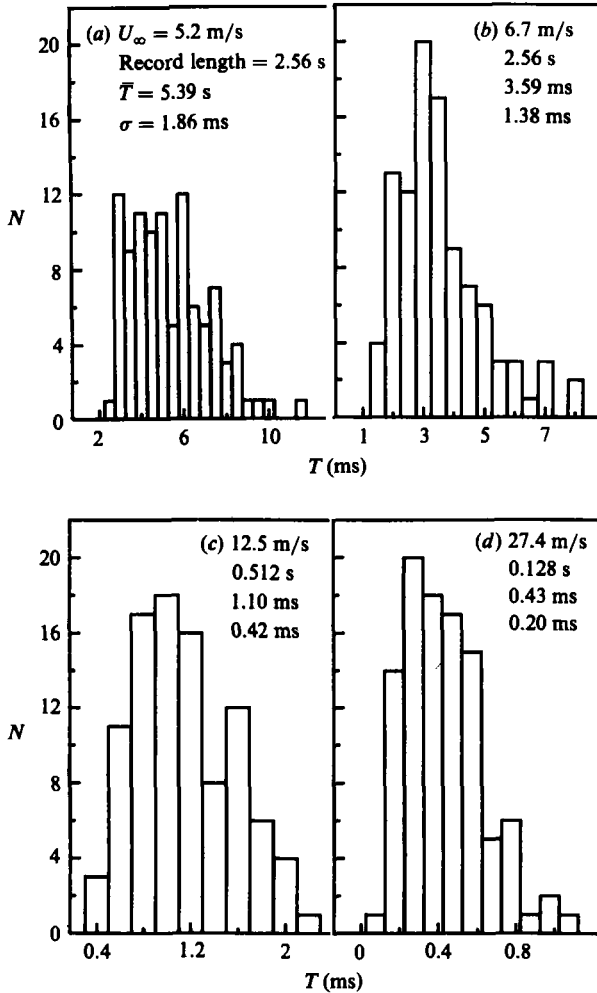 20
16
12
8
4
0
N
(a) U∞ = 5.2 m/s
Record length = 2.56 s
T̅ = 5.39 s
σ = 1.86 ms
2 6 10
(b) 6.7 m/s
2.56 s
3.59 ms
1.38 ms
1 3 5 7
T (ms)
20
16
12
8
4
0
N
(c) 12.5 m/s
0.512 s
1.10 ms
0.42 ms
0.4 1.2 2
(d) 27.4 m/s
0.128 s
0.43 ms
0.20 ms
0 0.4 0.8
T (ms)